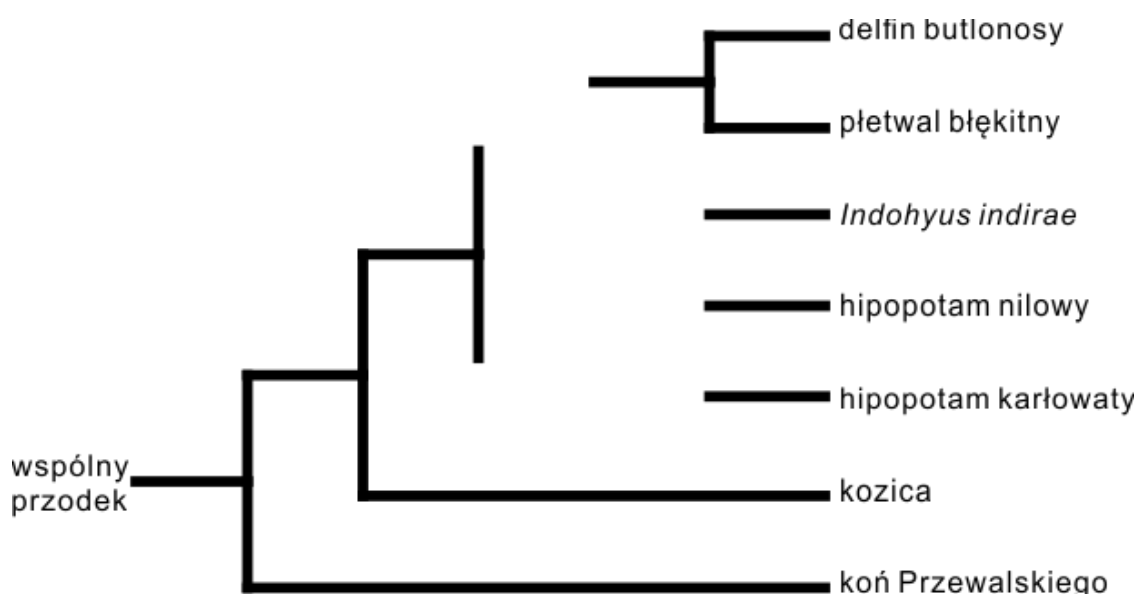 delfin butlonosy
płetwal błękitny
Indohyus indirae
hipopotam nilowy
hipopotam karłowaty
wspólny
przodek
kozica
koń Przewalskiego